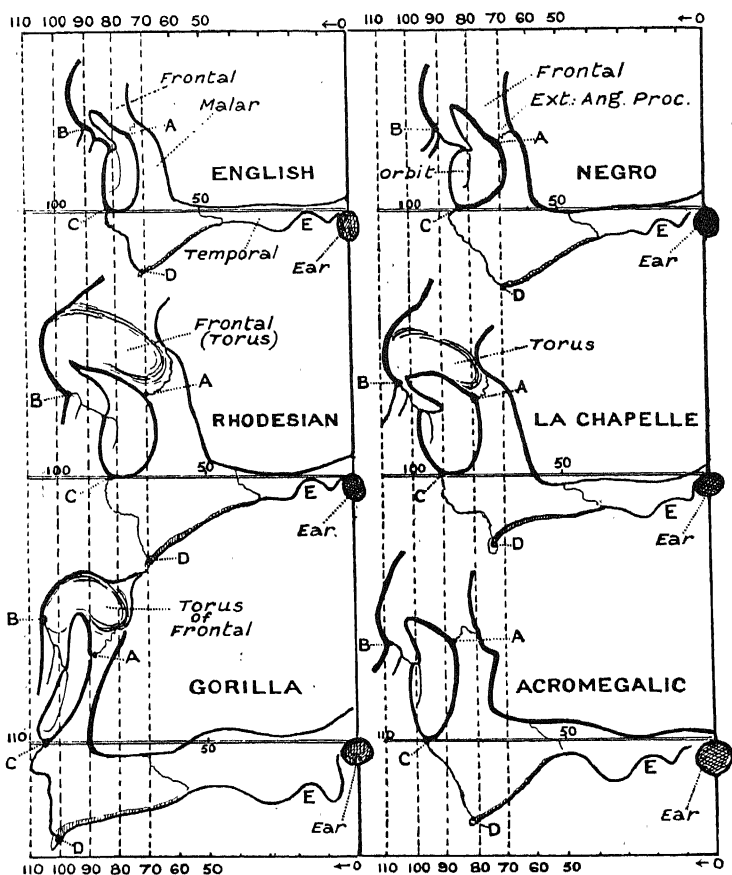 110 100 90 80 70 50 ←0
110 100 90 80 70 60 50 ←0
Frontal
Malar
B
A
ENGLISH
100
50
C
E
Temporal
D
Ear
Frontal
Ext: Ang. Proc.
B
A
orbit
NEGRO
100
50
C
E
D
Ear
Frontal
(Torus)
A
B
RHODESIAN
100
50
C
E
D
Ear
Torus
B
A
LA CHAPELLE
100
50
C
E
D
Ear
Torus
of
Frontal
B
A
GORILLA
110
50
C
E
D
Ear
B
A
ACROMEGALIC
110
50
C
E
D
Ear
110 100 90 80 70 60 50 ←0
110 100 90 80 70 60 50 ←0